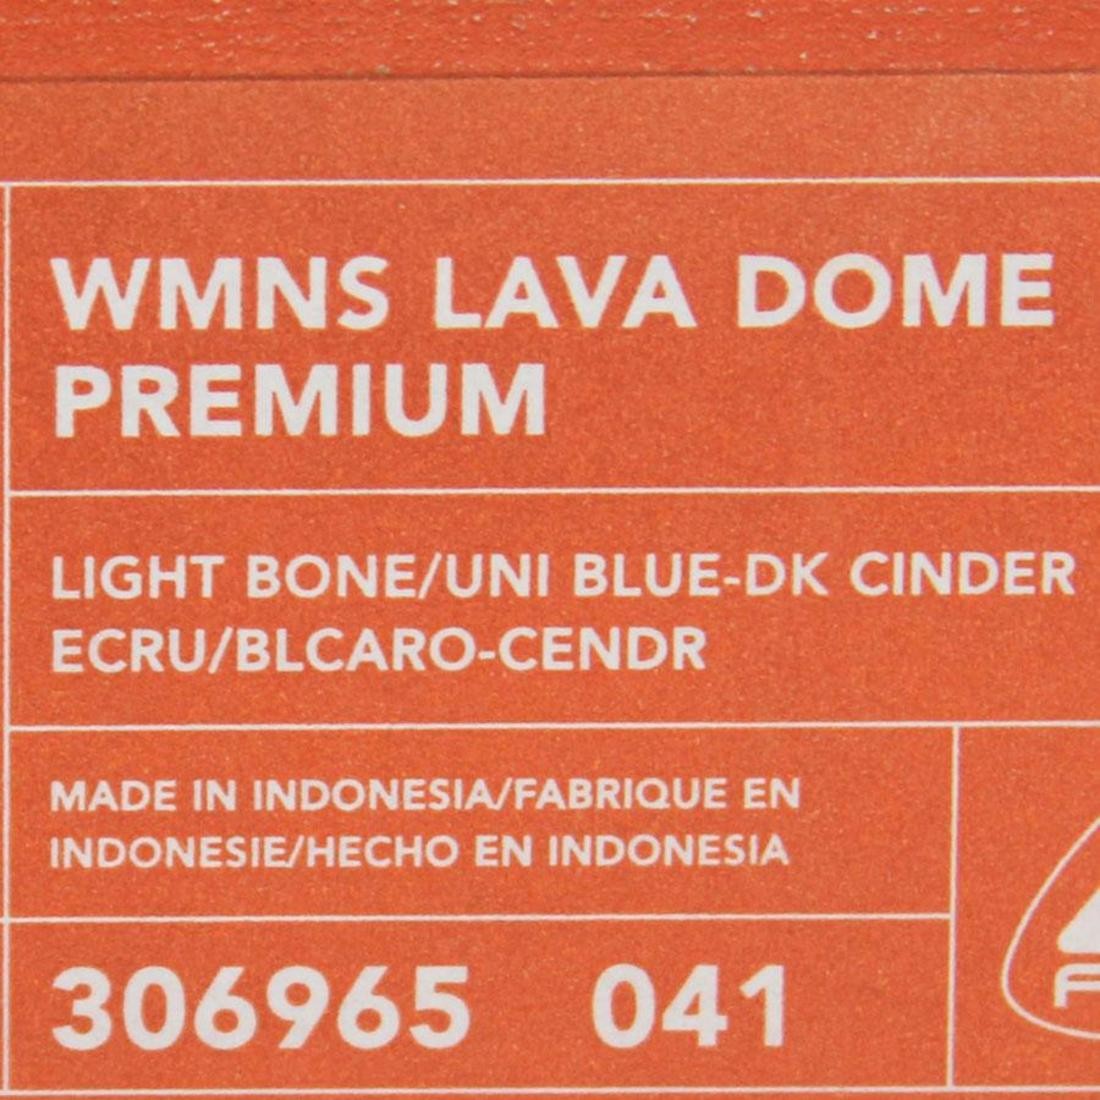 WMNS LAVA DOME
PREMIUM
LIGHT BONE/UNI BLUE-DK CINDER
ECRU/BLCARO-CENDR
MADE IN INDONESIA/FABRIQUE EN
INDONESIE/HECHO EN INDONESIA
306965 041